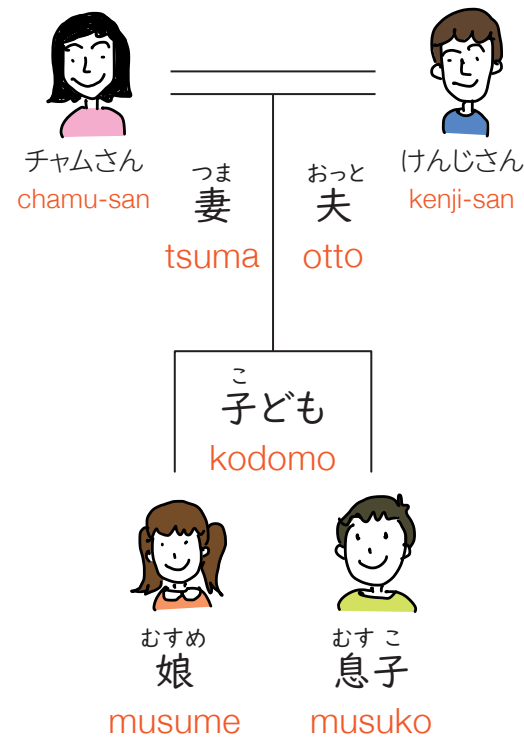 チャムさん
chamu-san
つま
妻
tsuma
おっと
夫
otto
けんじさん
kenji-san
こ
子ども
kodomo
むすめ
娘
musume
むす こ
息子
musuko